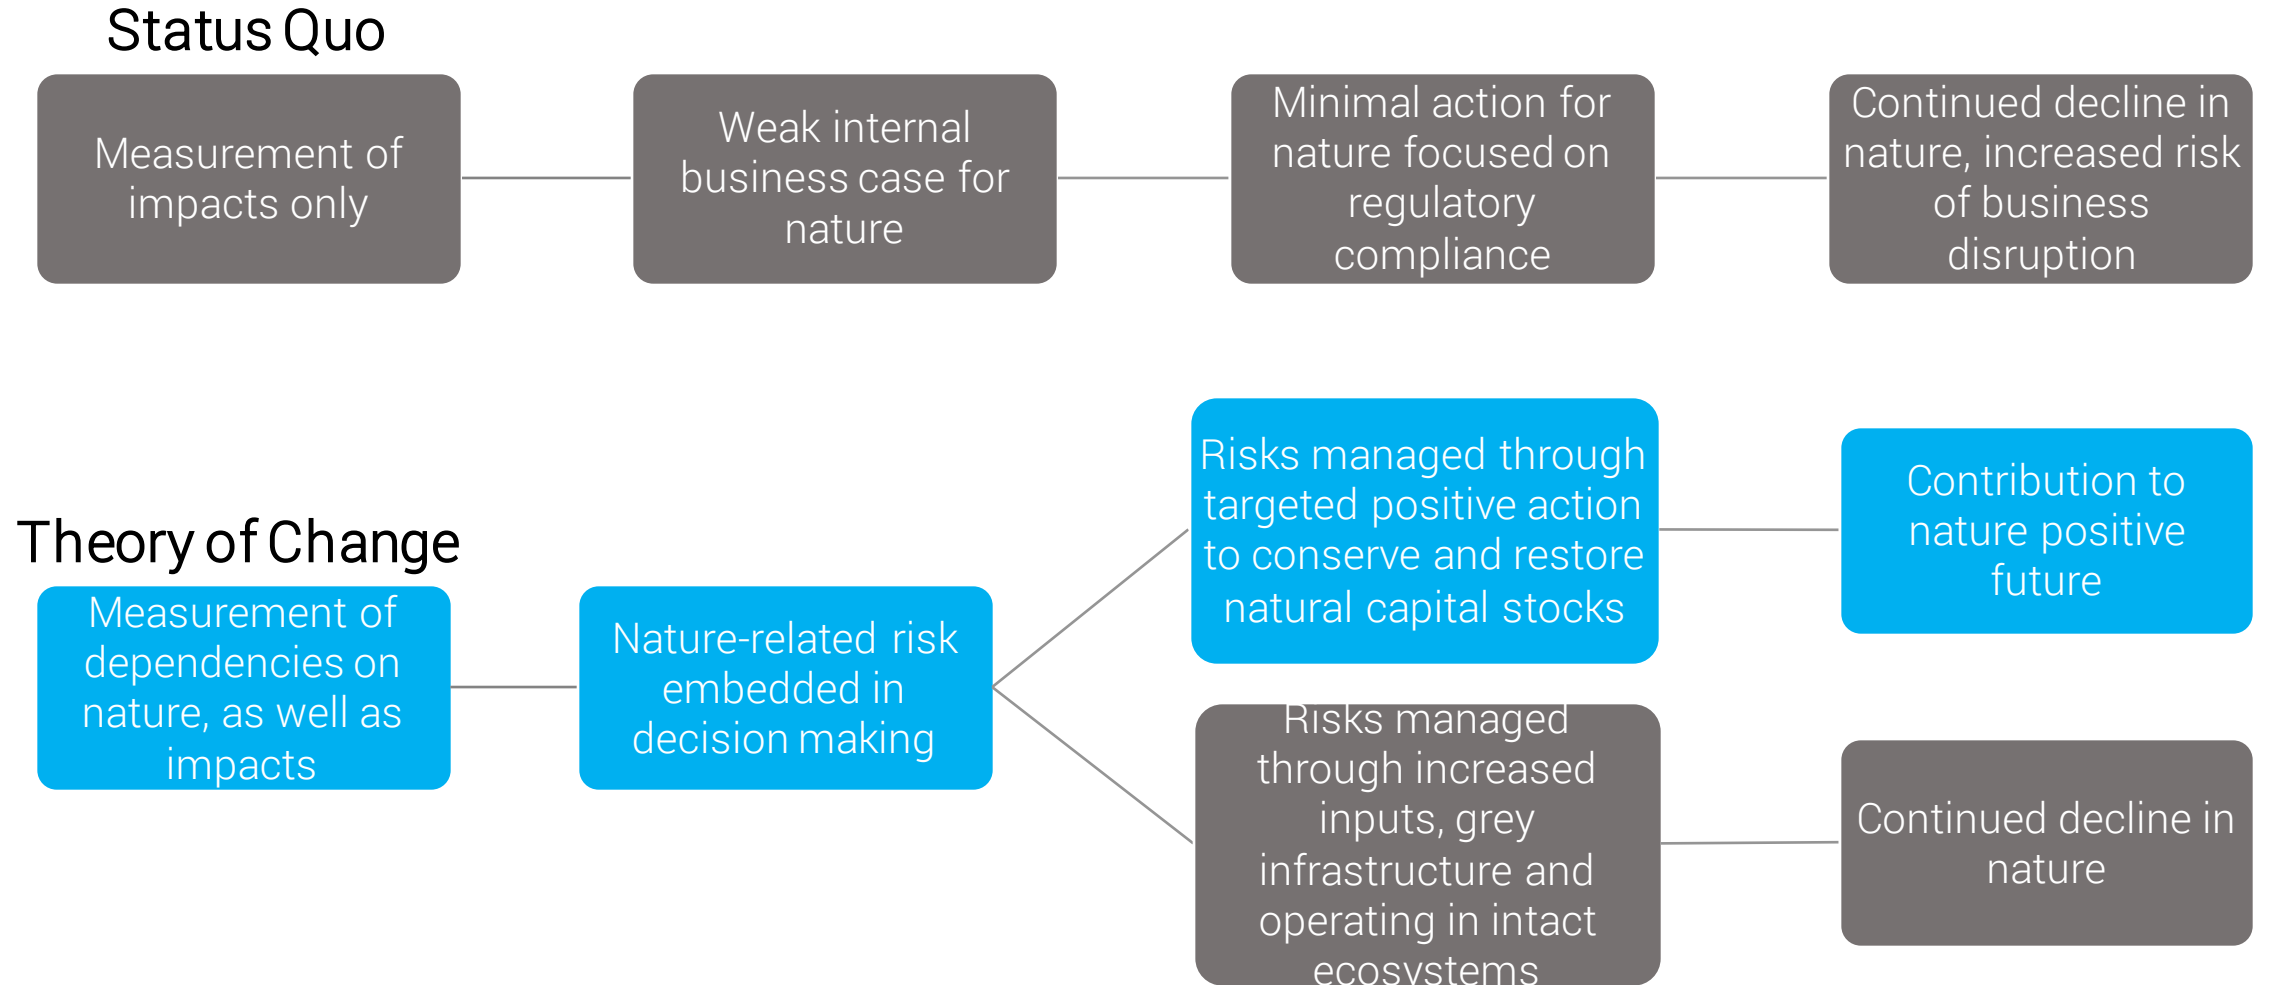 Status Quo
Measurement of
impacts only
Weak internal
business case for
nature
Minimal action for
nature focused on
regulatory
compliance
Continued decline in
nature, increased risk
of business
disruption
Theory of Change
Measurement of
dependencies on
nature, as well as
impacts
Nature-related risk
embedded in
decision making
Risks managed through
targeted positive action
to conserve and restore
natural capital stocks
Contribution to
nature positive
future
Risks managed
through increased
inputs, grey
infrastructure and
operating in intact
ecosystems
Continued decline in
nature